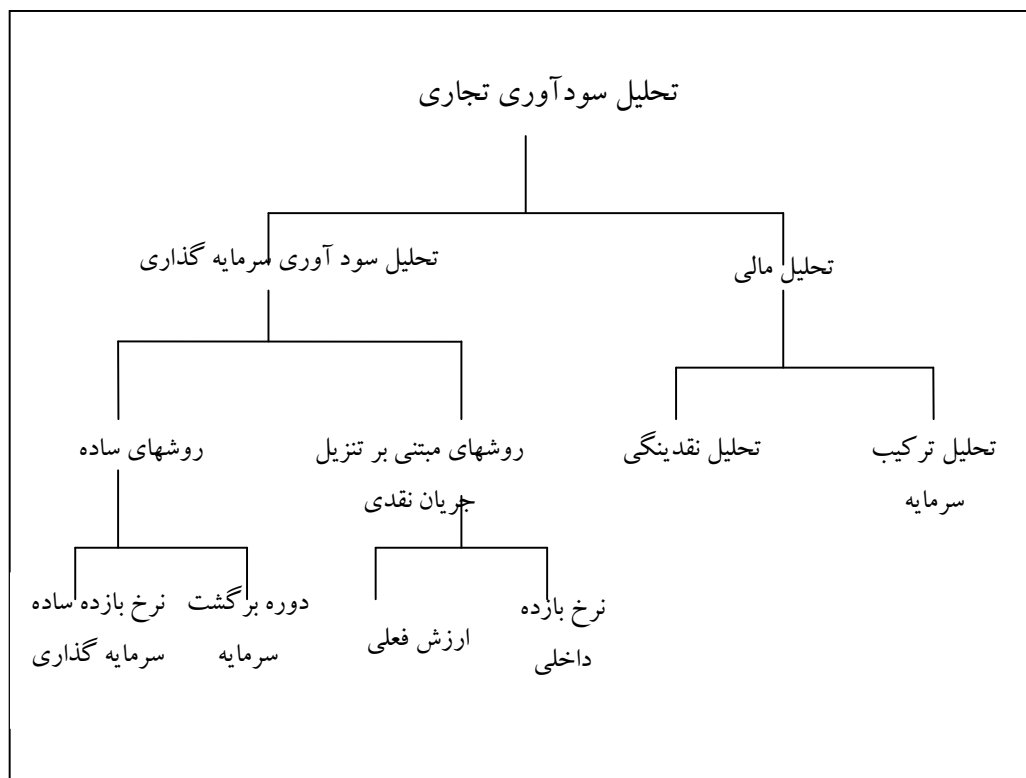 تحلیل سودآوری تجاری
تحلیل مالی
تحلیل سود آوری سرمایه گذاری
تحلیل ترکیب
سرمایه
تحلیل نقدینگی
روشهای مبتنی بر تنزیل
جریان نقدی
روشهای ساده
نرخ بازده
داخلی
ارزش فعلی
دوره برگشت
سرمایه
نرخ بازده ساده
سرمایه گذاری